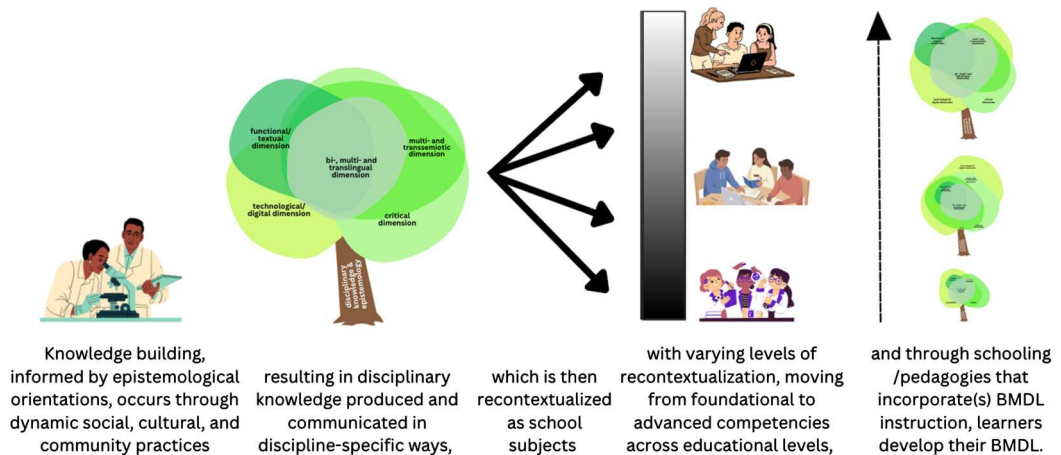 functional/
textual
dimension
multi- and
transsemiotic
dimension
bi-, multi- and
translingual
dimension
technological/
digital dimension
critical
dimension
disciplinary
knowledge &
epistemology
Knowledge building,
informed by epistemological
orientations, occurs through
dynamic social, cultural, and
community practices
resulting in disciplinary
knowledge produced and
communicated in
discipline-specific ways,
which is then
recontextualized
as school
subjects
with varying levels of
recontextualization, moving
from foundational to
advanced competencies
across educational levels,
and through schooling
/pedagogies that
incorporate(s) BMDL
instruction, learners
develop their BMDL.